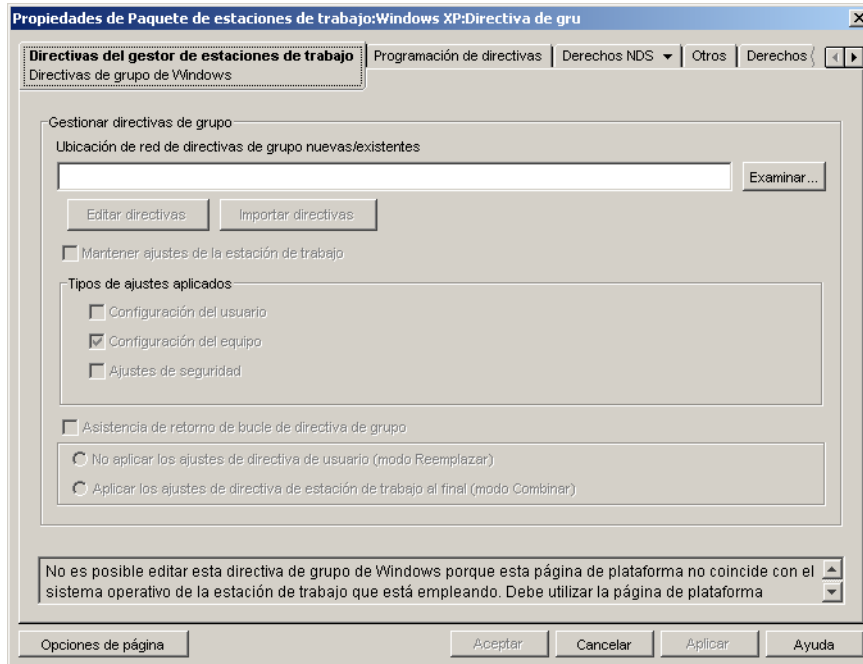 Propiedades de Paquete de estaciones de trabajo:Windows XP:Directiva de gru
Directivas del gestor de estaciones de trabajo
Programación de directivas
Derechos NDS
Otros
Derechos
Directivas de grupo de Windows
Gestionar directivas de grupo
Ubicación de red de directivas de grupo nuevas/existentes
Examinar...
Editar directivas
Importar directivas
Mantener ajustes de la estación de trabajo
Tipos de ajustes aplicados
Configuración del usuario
Configuración del equipo
Ajustes de seguridad
Asistencia de retorno de bucle de directiva de grupo
No aplicar los ajustes de directiva de usuario (modo Reemplazar)
Aplicar los ajustes de directiva de estación de trabajo al final (modo Combinar)
No es posible editar esta directiva de grupo de Windows porque esta página de plataforma no coincide con el
sistema operativo de la estación de trabajo que está empleando. Debe utilizar la página de plataforma
Opciones de página
Aceptar
Cancelar
Aplicar
Ayuda